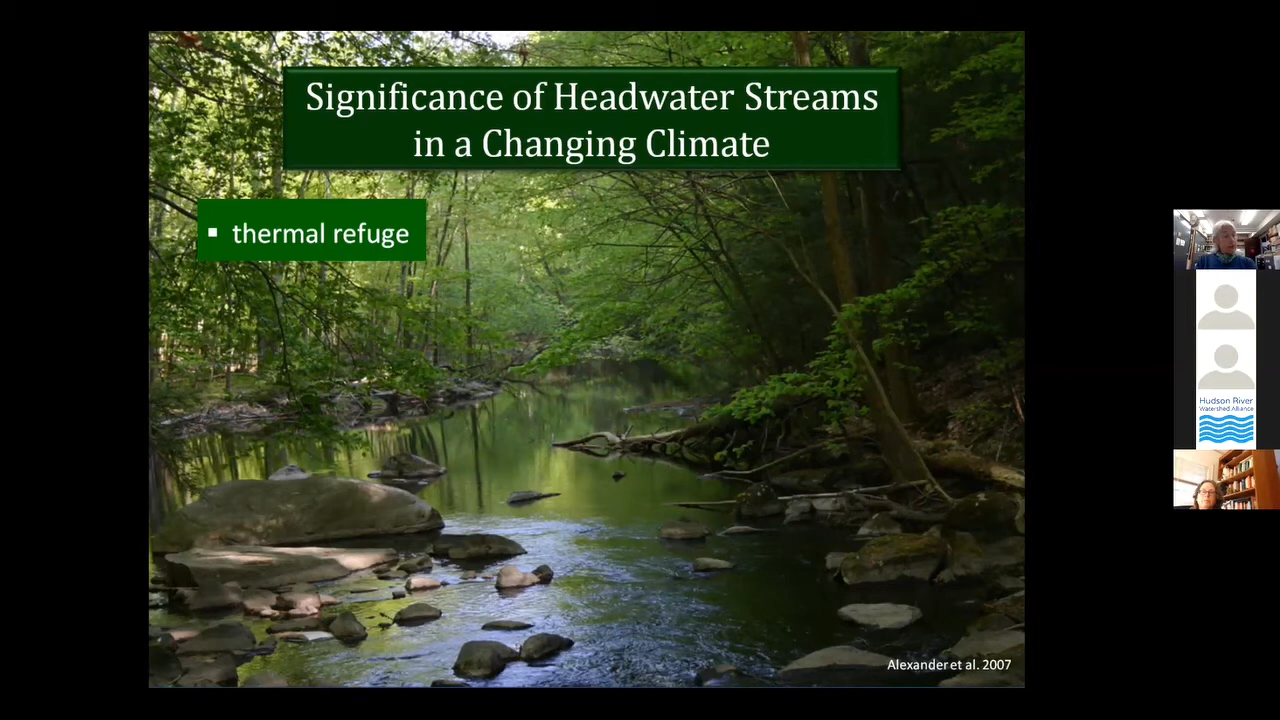 Significance of Headwater Streams
in a Changing Climate
▪ thermal refuge
Alexander et al. 2007
Hudson River
Watershed Alliance